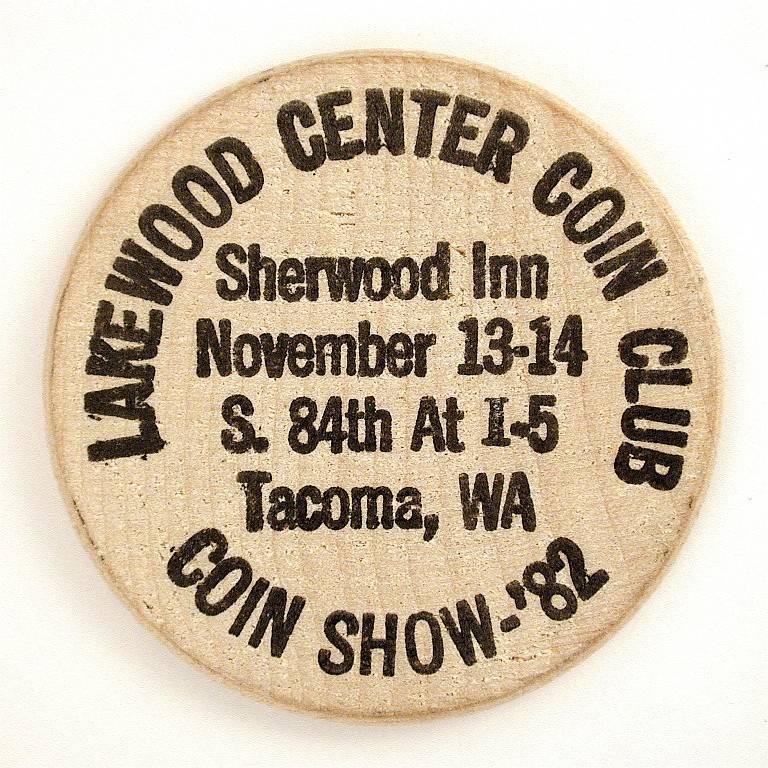 LAKEWOOD CENTER COIN CLUB
Sherwood Inn
November 13-14
S. 84th At I-5
Tacoma, WA
COIN SHOW-'82